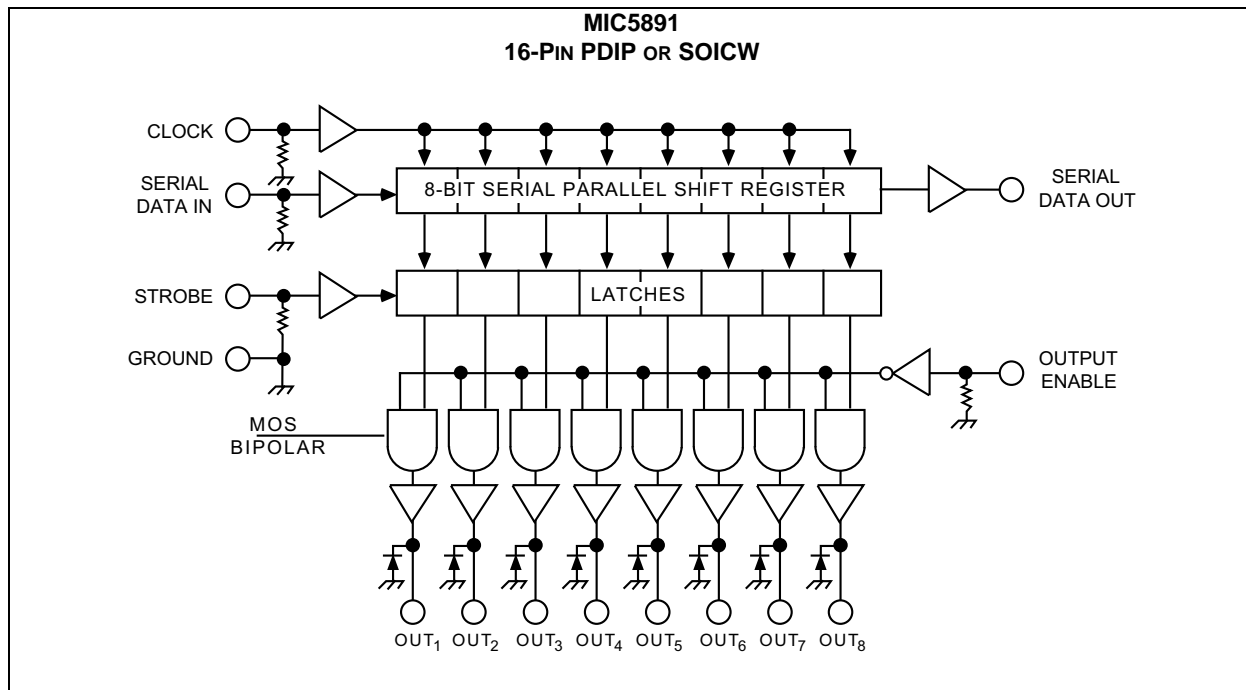 MIC5891
16-PIN PDIP OR SOICW
CLOCK
SERIAL
DATA IN
8-BIT SERIAL PARALLEL SHIFT REGISTER
SERIAL
DATA OUT
STROBE
LATCHES
GROUND
OUTPUT
ENABLE
MOS
BIPOLAR
OUT1 OUT2 OUT3 OUT4 OUT5 OUT6 OUT7 OUT8